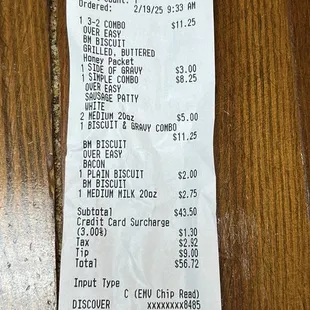 Ordered: 2/19/25 9:33 AM
1 3-2 COMBO $11.25
OVER EASY
BM BISCUIT
GRILLED, BUTTERED
Honey Packet
1 SIDE OF GRAVY $3.00
1 SIMPLE COMBO $8.25
OVER EASY
SAUSAGE PATTY
WHITE
2 MEDIUM 20oz $5.00
1 BISCUIT & GRAVY COMBO
$11.25
BM BISCUIT
OVER EASY
BACON
1 PLAIN BISCUIT $2.00
BM BISCUIT
1 MEDIUM MILK 20oz $2.75
Subtotal $43.50
Credit Card Surcharge
(3.00%) $1.30
Tax $2.92
Tip $9.00
Total $56.72
Input Type
C (EMV Chip Read)
DISCOVER xxxxxxxx8485